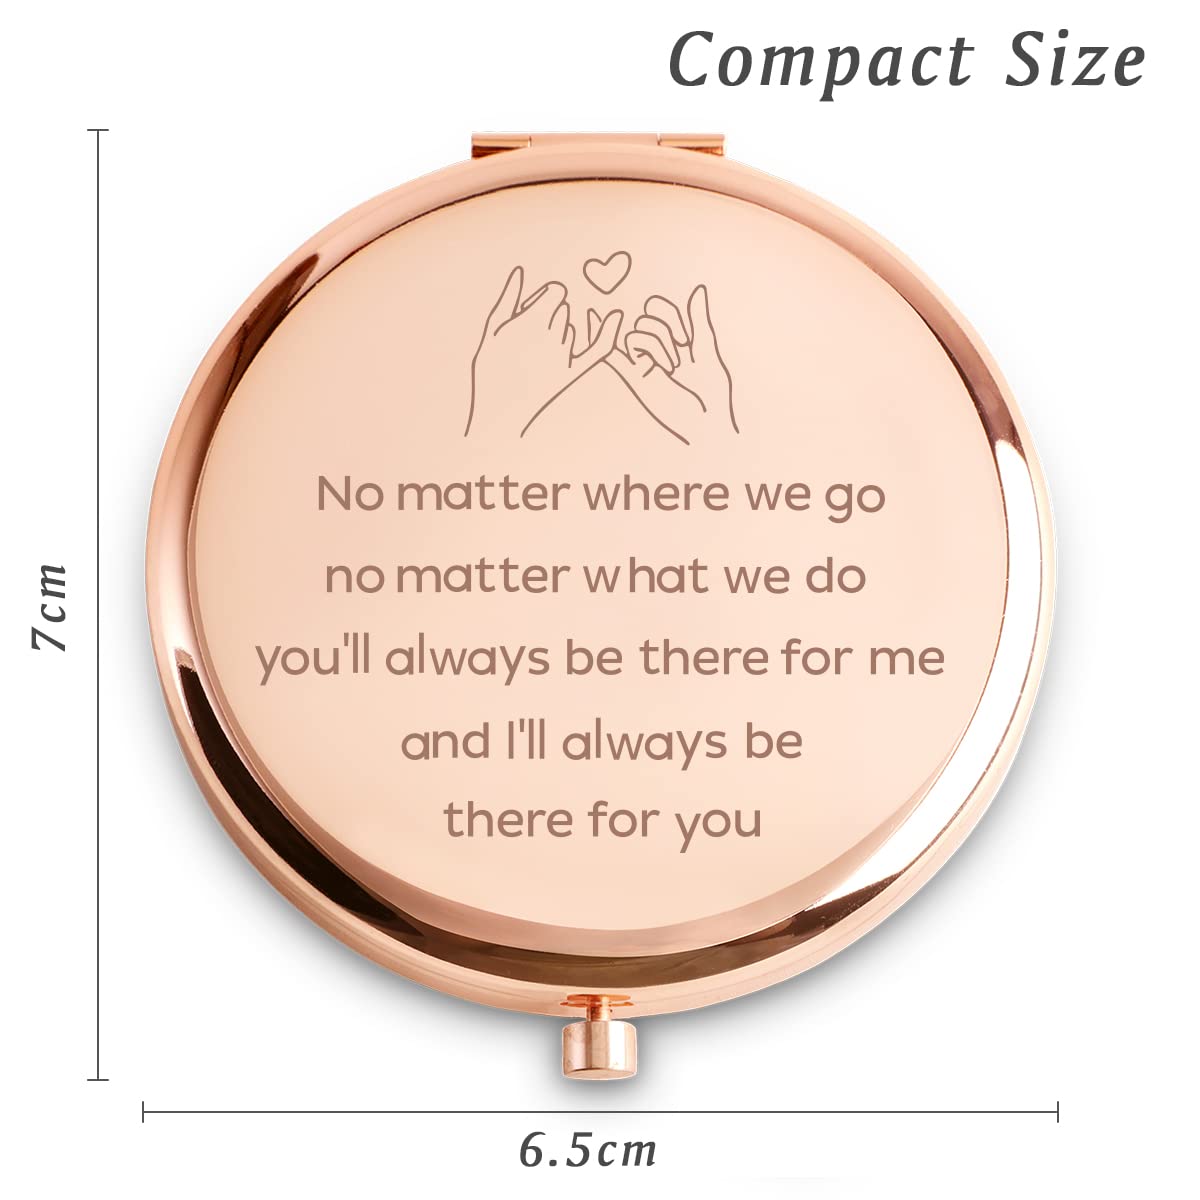 Compact Size
7cm
No matter where we go
no matter what we do
you'll always be there for me
and I'll always be
there for you
6.5cm